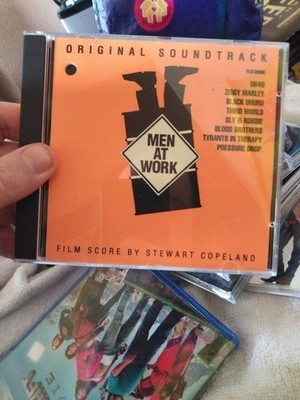 ORIGINAL SOUNDTRACK
FEATURING
UB40
ZIGGY MARLEY
BLACK UHURU
THIRD WORLD
SLY & ROBBIE
BLOOD BROTHERS
TYRANTS IN THERAPY
PRESSURE DROP
MEN
AT
WORK
FILM SCORE BY STEWART COPELAND